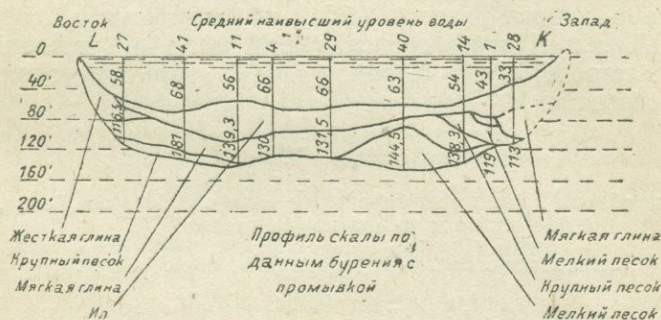 Восток Средний наивысший уровень воды Запад
L 27 41 11 4 29 40 14 1 28 K
0
40'
80'
120'
160'
200'
58 68 56 66 66 63 54 43 33
116,5 181 139,3 130 131,5 144,5 138,3 119 113
Жесткая глина
Крупный песок
Мягкая глина
Ил
Профиль скалы по
данным бурения с
промывкой
Мягкая глина
Мелкий песок
Крупный песок
Мелкий песок